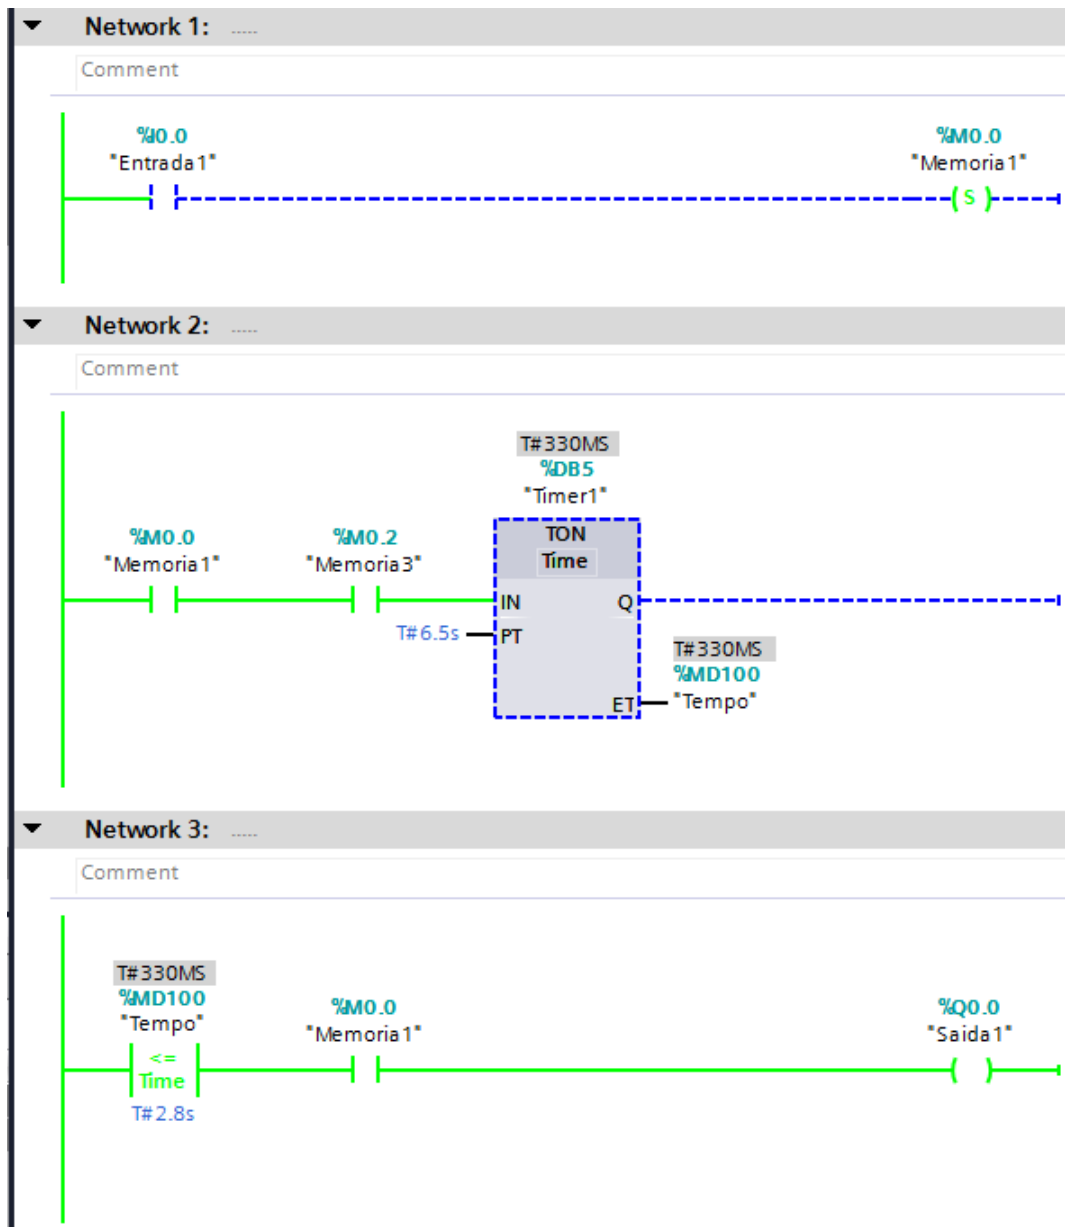 Network 1: .....
Comment
%I0.0
"Entrada1"
%M0.0
"Memoria1"
S
Network 2: .....
Comment
T#330MS
%DB5
"Timer1"
%M0.0
"Memoria1"
%M0.2
"Memoria3"
TON
Time
IN
Q
T#6.5s
PT
T#330MS
%MD100
ET
"Tempo"
Network 3: .....
Comment
T#330MS
%MD100
"Tempo"
<=
Time
T#2.8s
%M0.0
"Memoria1"
%Q0.0
"Saida1"